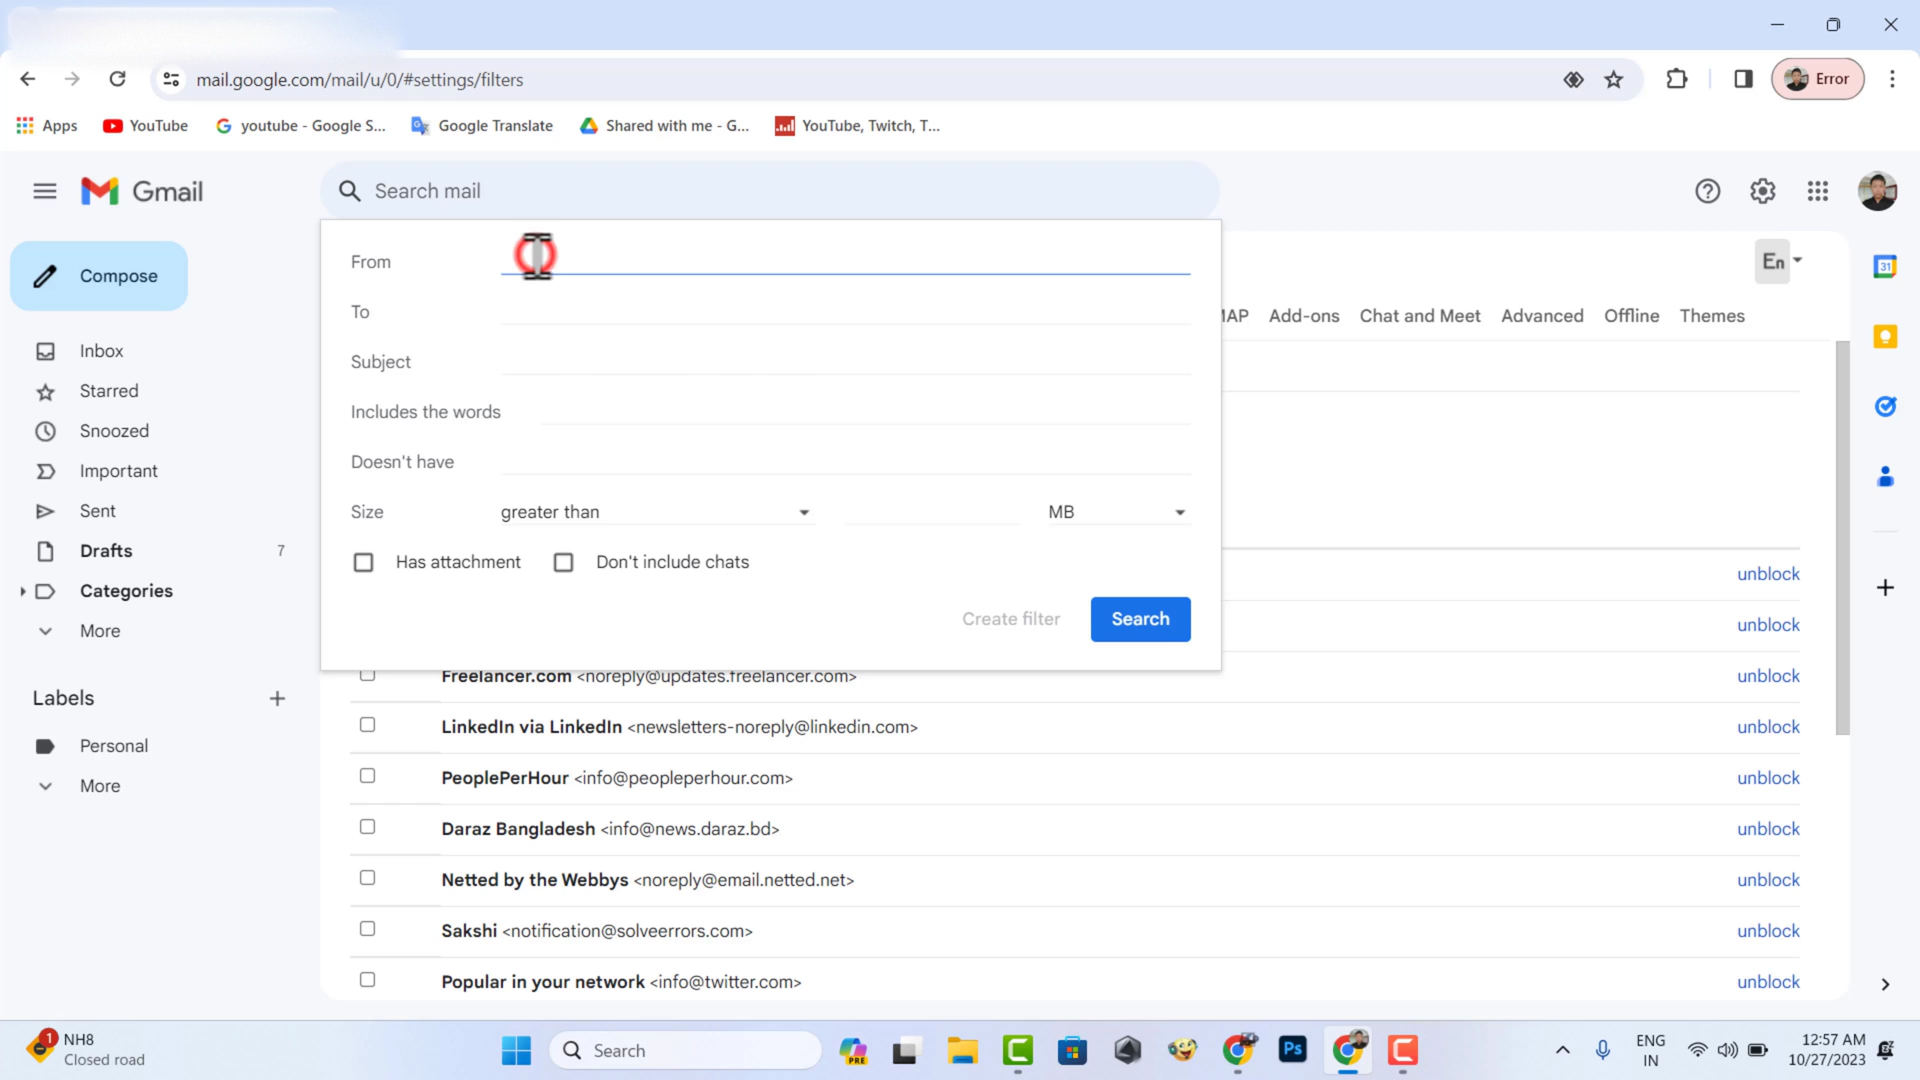 mail.google.com/mail/u/0/#settings/filters
Error
Apps
YouTube
youtube - Google S...
Google Translate
Shared with me - G...
YouTube, Twitch, T...
Gmail
Search mail
Compose
Inbox
Starred
Snoozed
Important
Sent
Drafts 7
Categories
More
Labels
Personal
More
From
To
Subject
Includes the words
Doesn't have
Size greater than MB
Has attachment Don't include chats
Create filter Search
En
Add-ons Chat and Meet Advanced Offline Themes
31
unblock
unblock
Freelancer.com <noreply@updates.freelancer.com> unblock
LinkedIn via LinkedIn <newsletters-noreply@linkedin.com> unblock
PeoplePerHour <info@peopleperhour.com> unblock
Daraz Bangladesh <info@news.daraz.bd> unblock
Netted by the Webbys <noreply@email.netted.net> unblock
Sakshi <notification@solveerrors.com> unblock
Popular in your network <info@twitter.com> unblock
1
NH8
Closed road
Search
PRE
Ps
ENG
IN
12:57 AM
10/27/2023